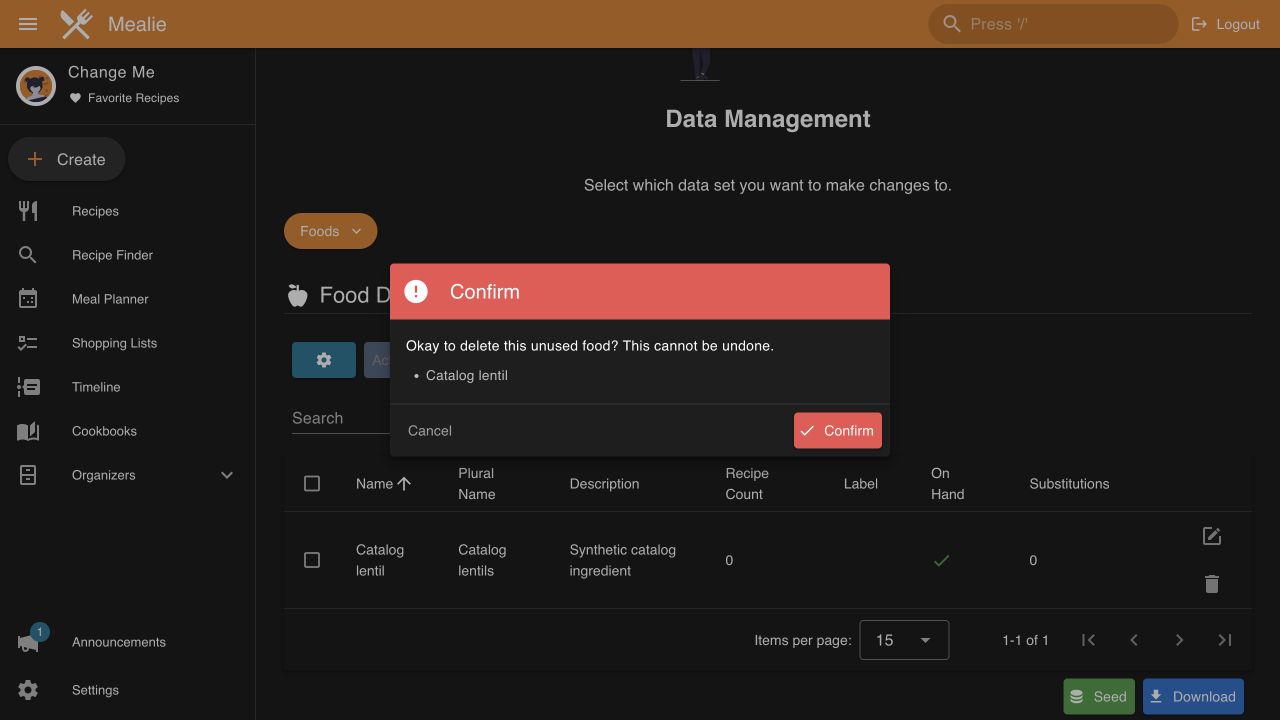 Mealie
Press '/'
Logout
Change Me
Favorite Recipes
Create
Recipes
Recipe Finder
Meal Planner
Shopping Lists
Timeline
Cookbooks
Organizers
1
Announcements
Settings
Data Management
Select which data set you want to make changes to.
Foods
Food D
Ac
Search
Confirm
Okay to delete this unused food? This cannot be undone.
• Catalog lentil
Cancel
Confirm
Name
Plural
Name
Description
Recipe
Count
Label
On
Hand
Substitutions
Catalog
lentil
Catalog
lentils
Synthetic catalog
ingredient
0
0
Items per page:
15
1-1 of 1
Seed
Download